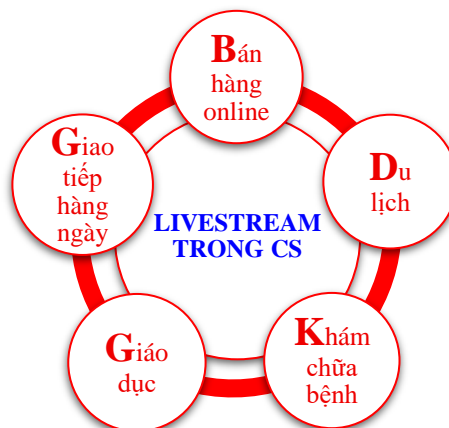 Bán
hàng
online
Du
lịch
Khám
chữa
bệnh
Giáo
dục
Giao
tiếp
hàng
ngày
LIVESTREAM
TRONG CS